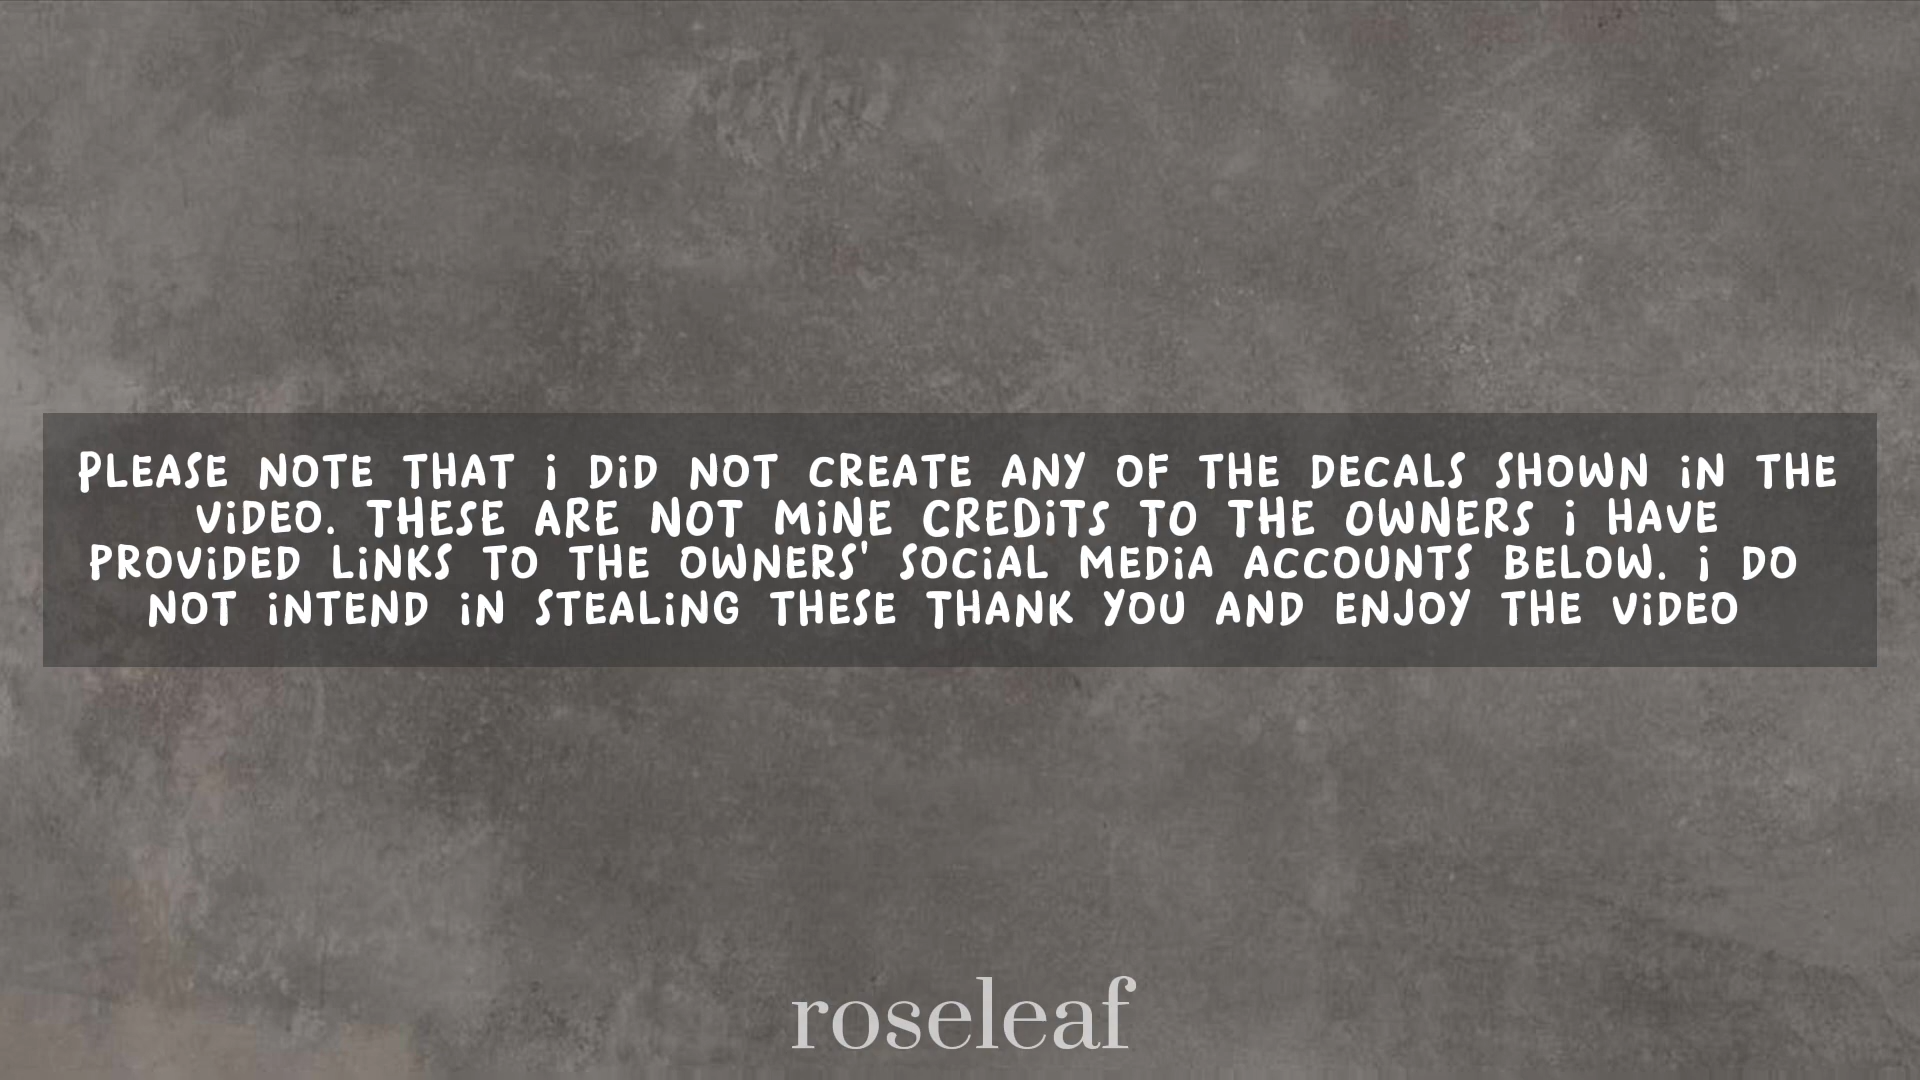 PLEASE NOTE THAT i DiD NOT CREATE ANY OF THE DECALS SHOWN iN THE
ViDEO. THESE ARE NOT MiNE CREDiTS TO THE OWNERS i HAVE
PROViDED LiNKS TO THE OWNERS' SOCiAL MEDiA ACCOUNTS BELOW. i DO
NOT iNTEND iN STEALiNG THESE THANK YOU AND ENJOY THE ViDEO
roseleaf